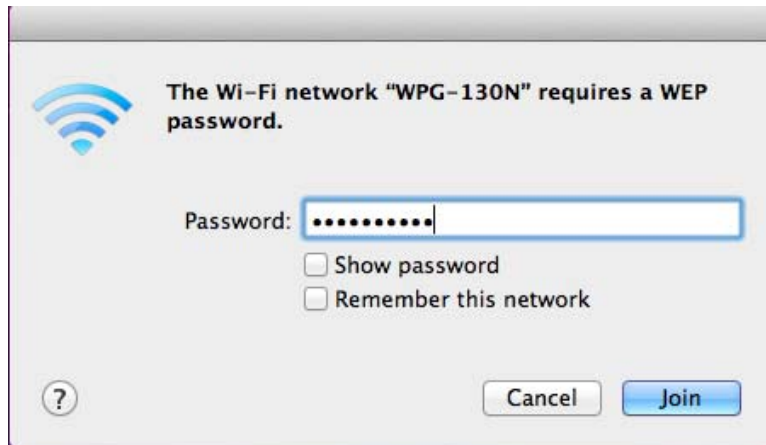 The Wi-Fi network “WPG-130N” requires a WEP
password.
Password: ••••••••••
Show password
Remember this network
? Cancel Join